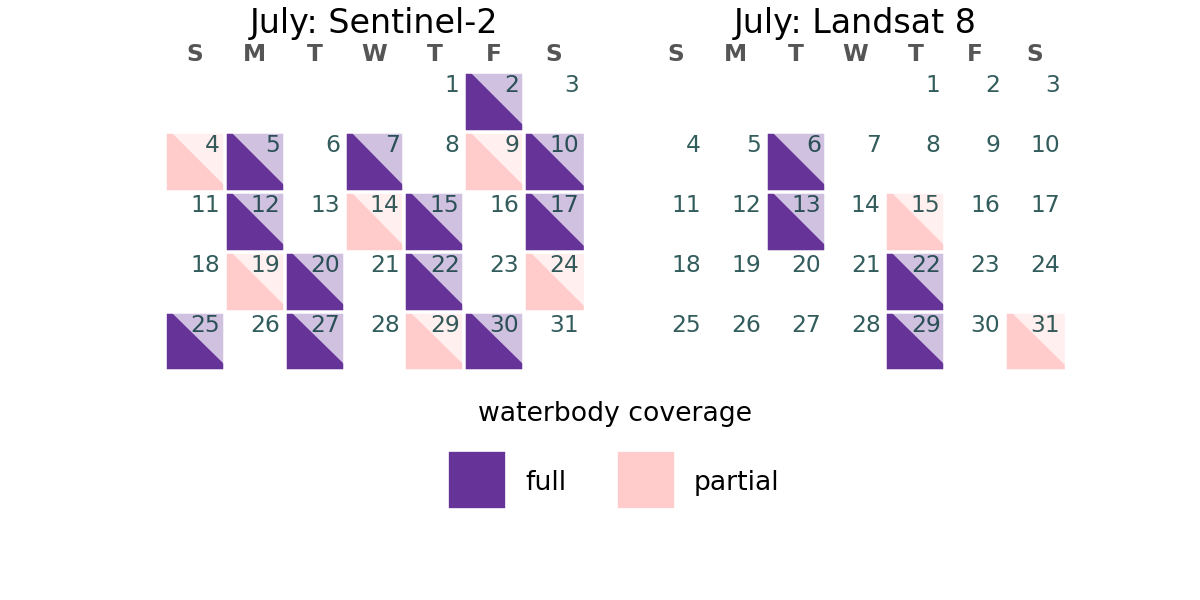 July: Sentinel-2
S M T W T F S
1 2 3
4 5 6 7 8 9 10
11 12 13 14 15 16 17
18 19 20 21 22 23 24
25 26 27 28 29 30 31
July: Landsat 8
S M T W T F S
1 2 3
4 5 6 7 8 9 10
11 12 13 14 15 16 17
18 19 20 21 22 23 24
25 26 27 28 29 30 31
waterbody coverage
full partial